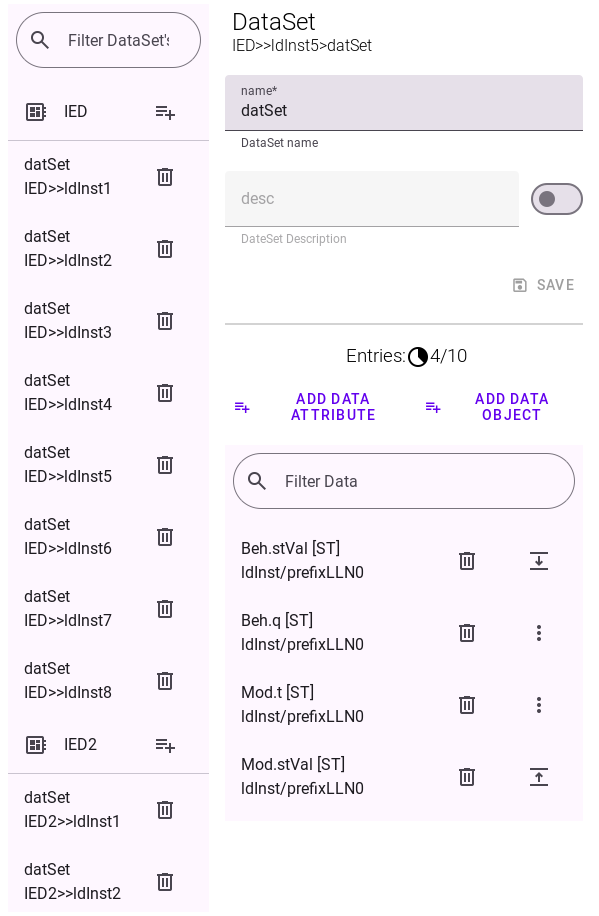 Filter DataSet's
IED
datSet
IED>>ldInst1
datSet
IED>>ldInst2
datSet
IED>>ldInst3
datSet
IED>>ldInst4
datSet
IED>>ldInst5
datSet
IED>>ldInst6
datSet
IED>>ldInst7
datSet
IED>>ldInst8
IED2
datSet
IED2>>ldInst1
datSet
IED2>>ldInst2
DataSet
IED>>ldInst5>datSet
name*
datSet
DataSet name
desc
DateSet Description
SAVE
Entries: 4/10
ADD DATA
ATTRIBUTE
ADD DATA
OBJECT
Filter Data
Beh.stVal [ST]
ldInst/prefixLLN0
Beh.q [ST]
ldInst/prefixLLN0
Mod.t [ST]
ldInst/prefixLLN0
Mod.stVal [ST]
ldInst/prefixLLN0